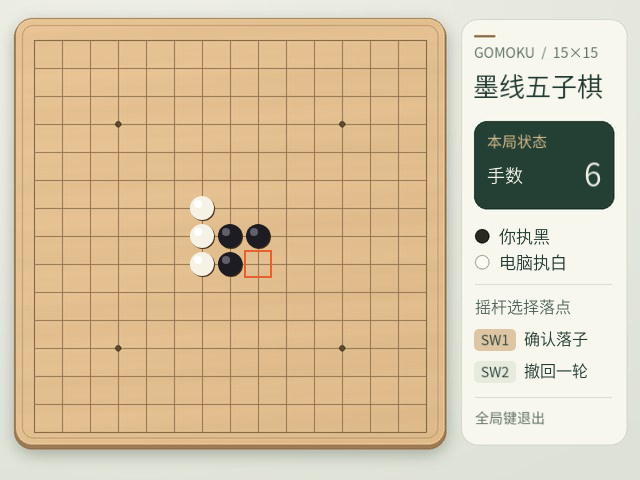 GOMOKU / 15×15
墨线五子棋
本局状态
手数 6
你执黑
电脑执白
摇杆选择落点
SW1 确认落子
SW2 撤回一轮
全局键退出